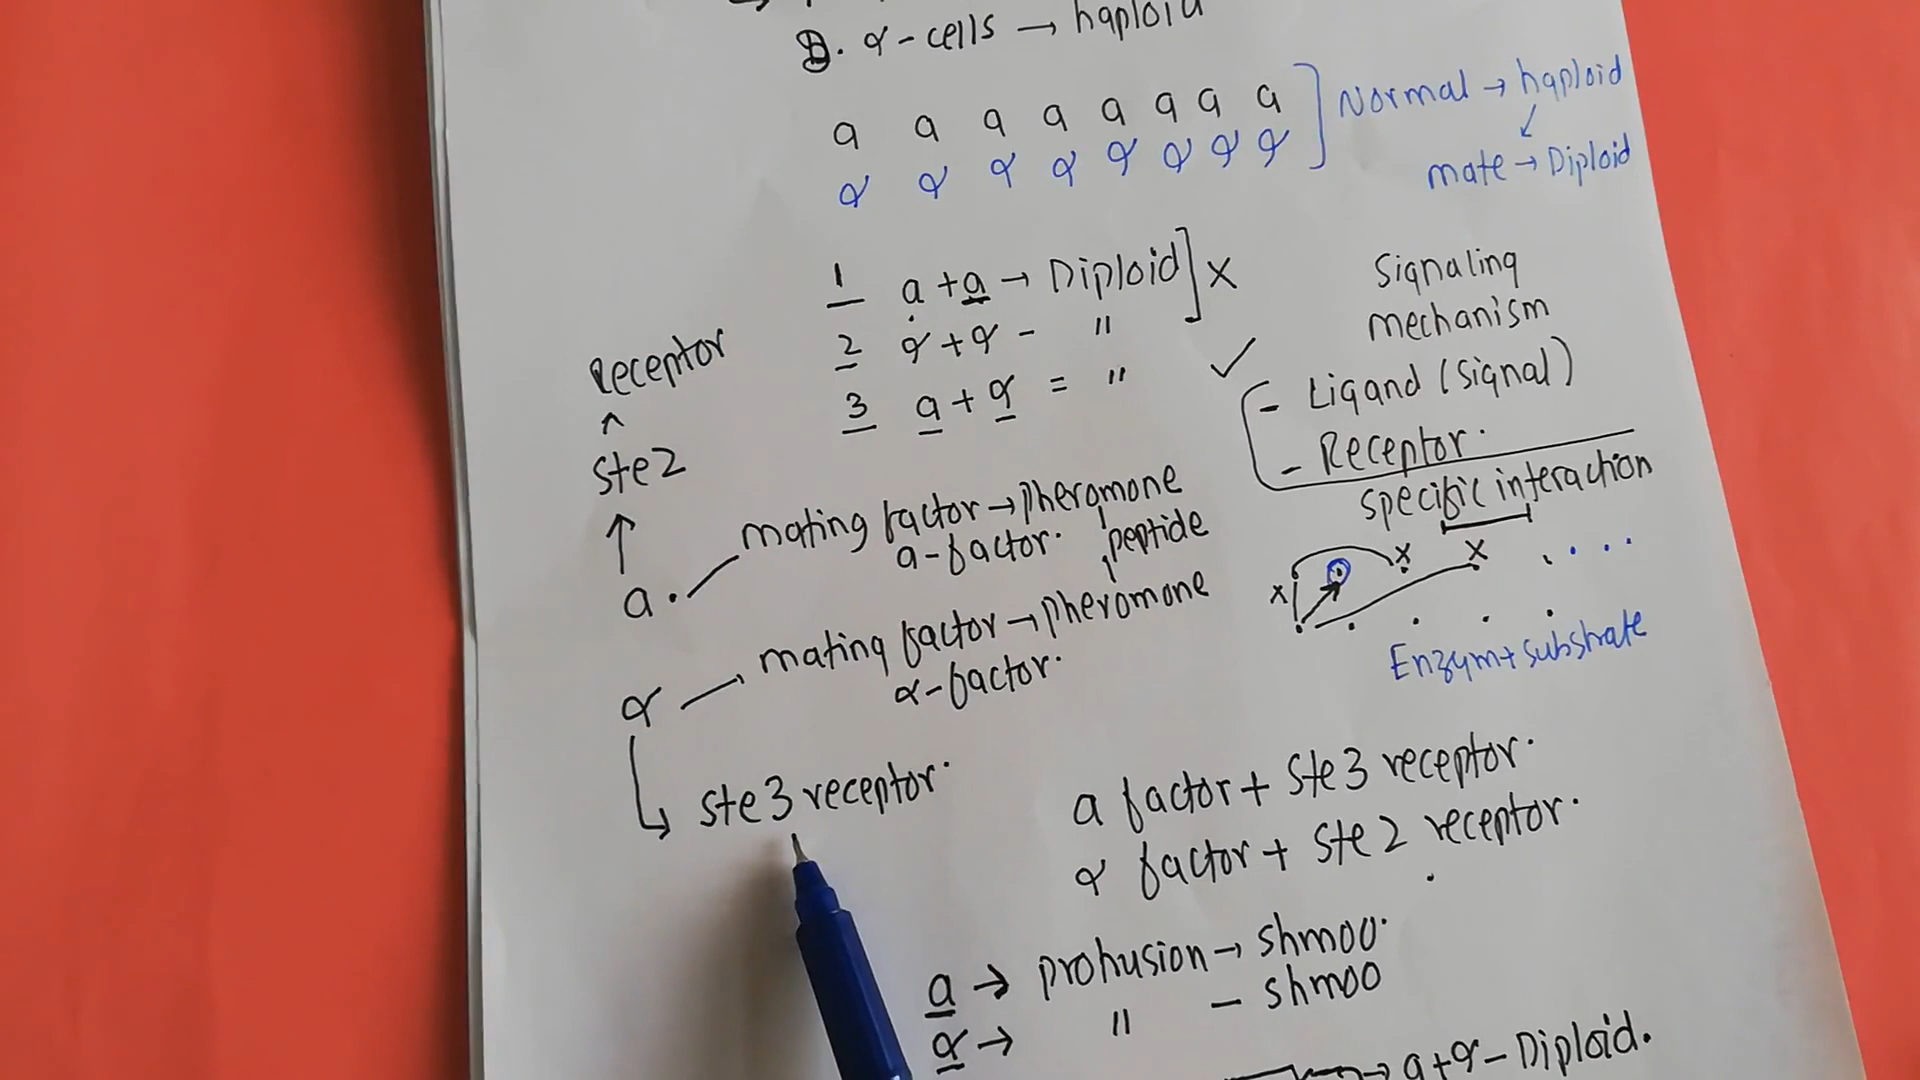 B. α-cells → haploid
a a a a a a a
α α α α α α α α
Normal → haploid
mate → Diploid
1 a + a → Diploid ] x
2 α + α - "
3 a + α = "
Signaling
mechanism
- Ligand (signal)
- Receptor.
specific interaction
Receptor
ste2
a. mating factor → pheromone
a-factor. peptide
α mating factor → pheromone
α-factor.
ste3 receptor.
x x x
Enzym + substrate
a factor + ste3 receptor.
α factor + ste2 receptor.
a → prohusion → shmoo.
α → " - shmoo
→ a+α - Diploid.